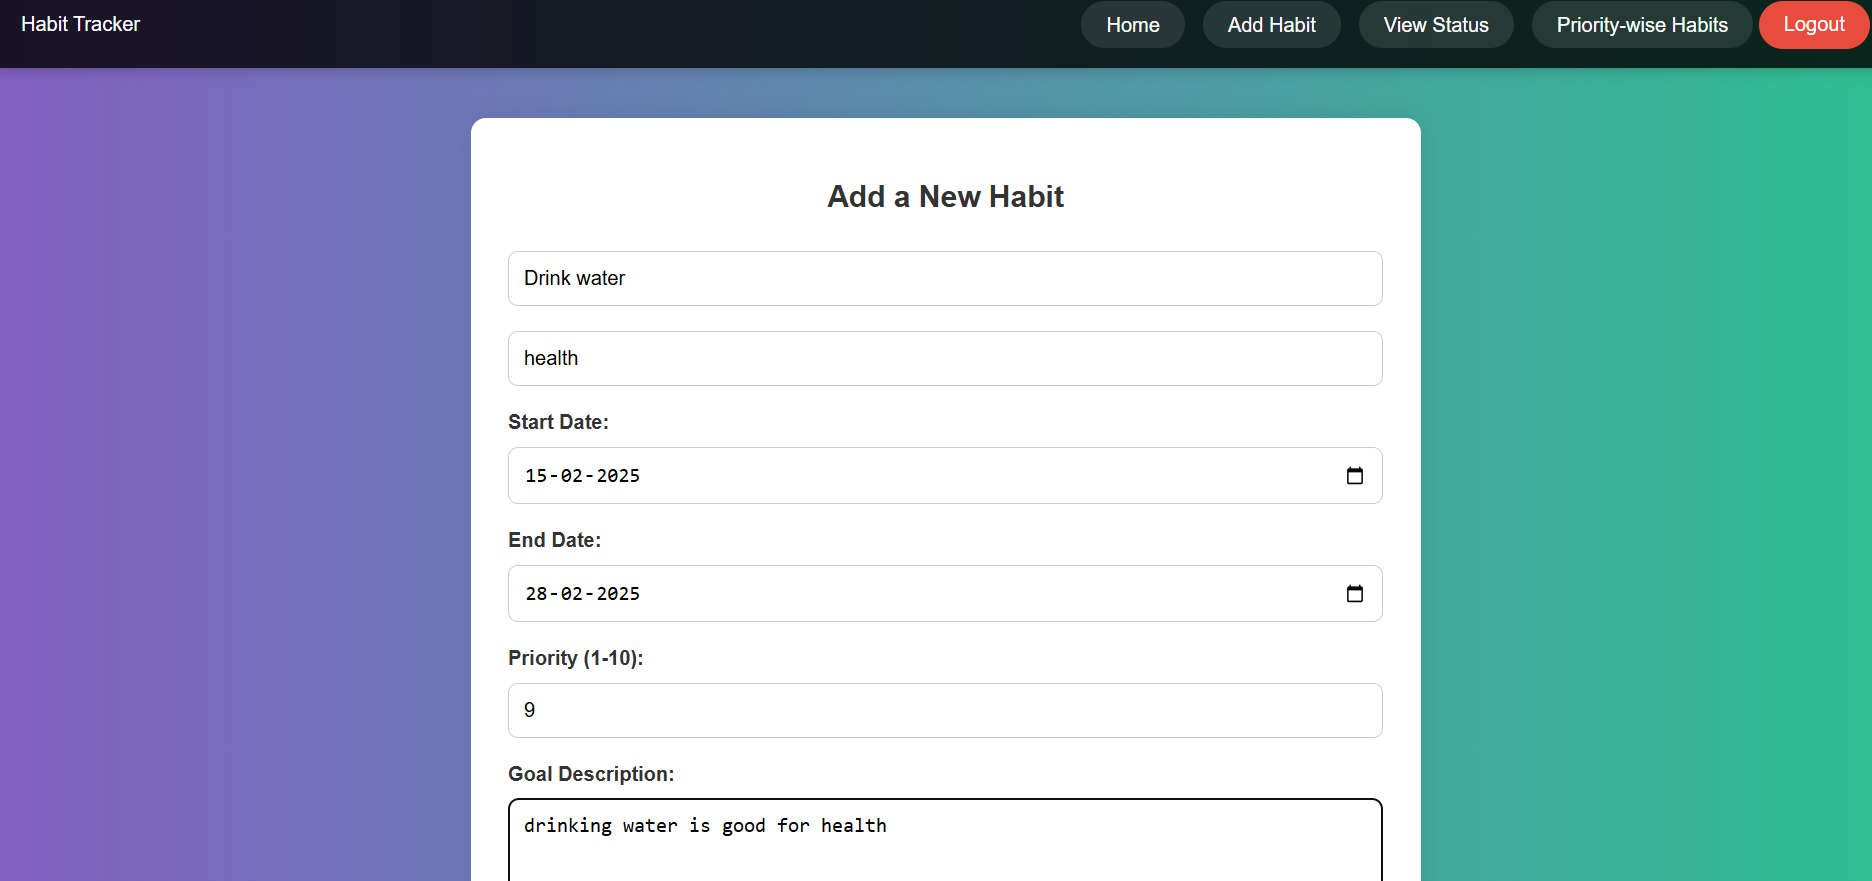 Habit Tracker
Home
Add Habit
View Status
Priority-wise Habits
Logout
Add a New Habit
Drink water
health
Start Date:
15-02-2025
End Date:
28-02-2025
Priority (1-10):
9
Goal Description:
drinking water is good for health